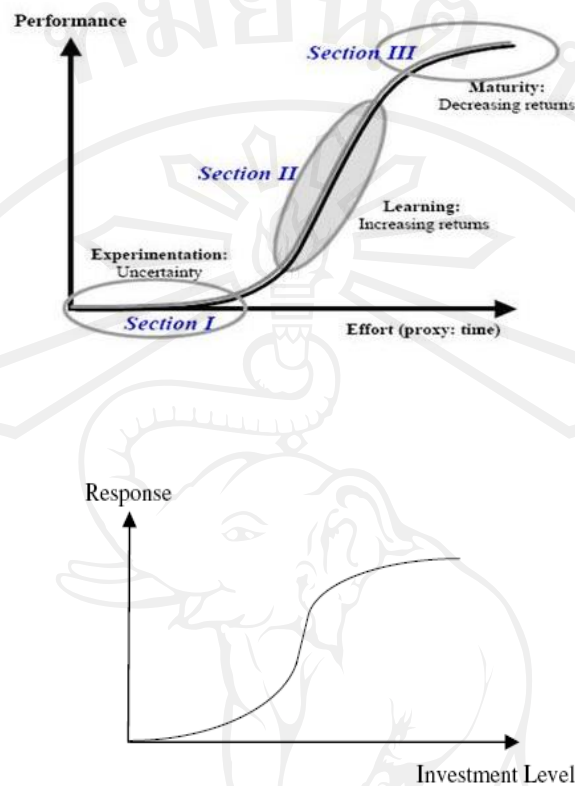 Performance
Section III
Maturity:
Decreasing returns
Section II
Learning:
Increasing returns
Experimentation:
Uncertainty
Section I
Effort (proxy: time)
Response
Investment Level